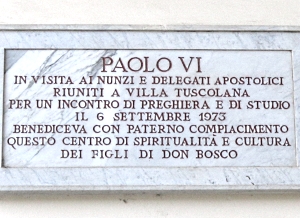 PAOLO VI
IN VISITA AI NUNZI E DELEGATI APOSTOLICI
RIUNITI A VILLA TUSCOLANA
PER UN INCONTRO DI PREGHIERA E DI STUDIO
IL 6 SETTEMBRE 1973
BENEDICEVA CON PATERNO COMPIACIMENTO
QUESTO CENTRO DI SPIRITUALITÀ E CULTURA
DEI FIGLI DI DON BOSCO